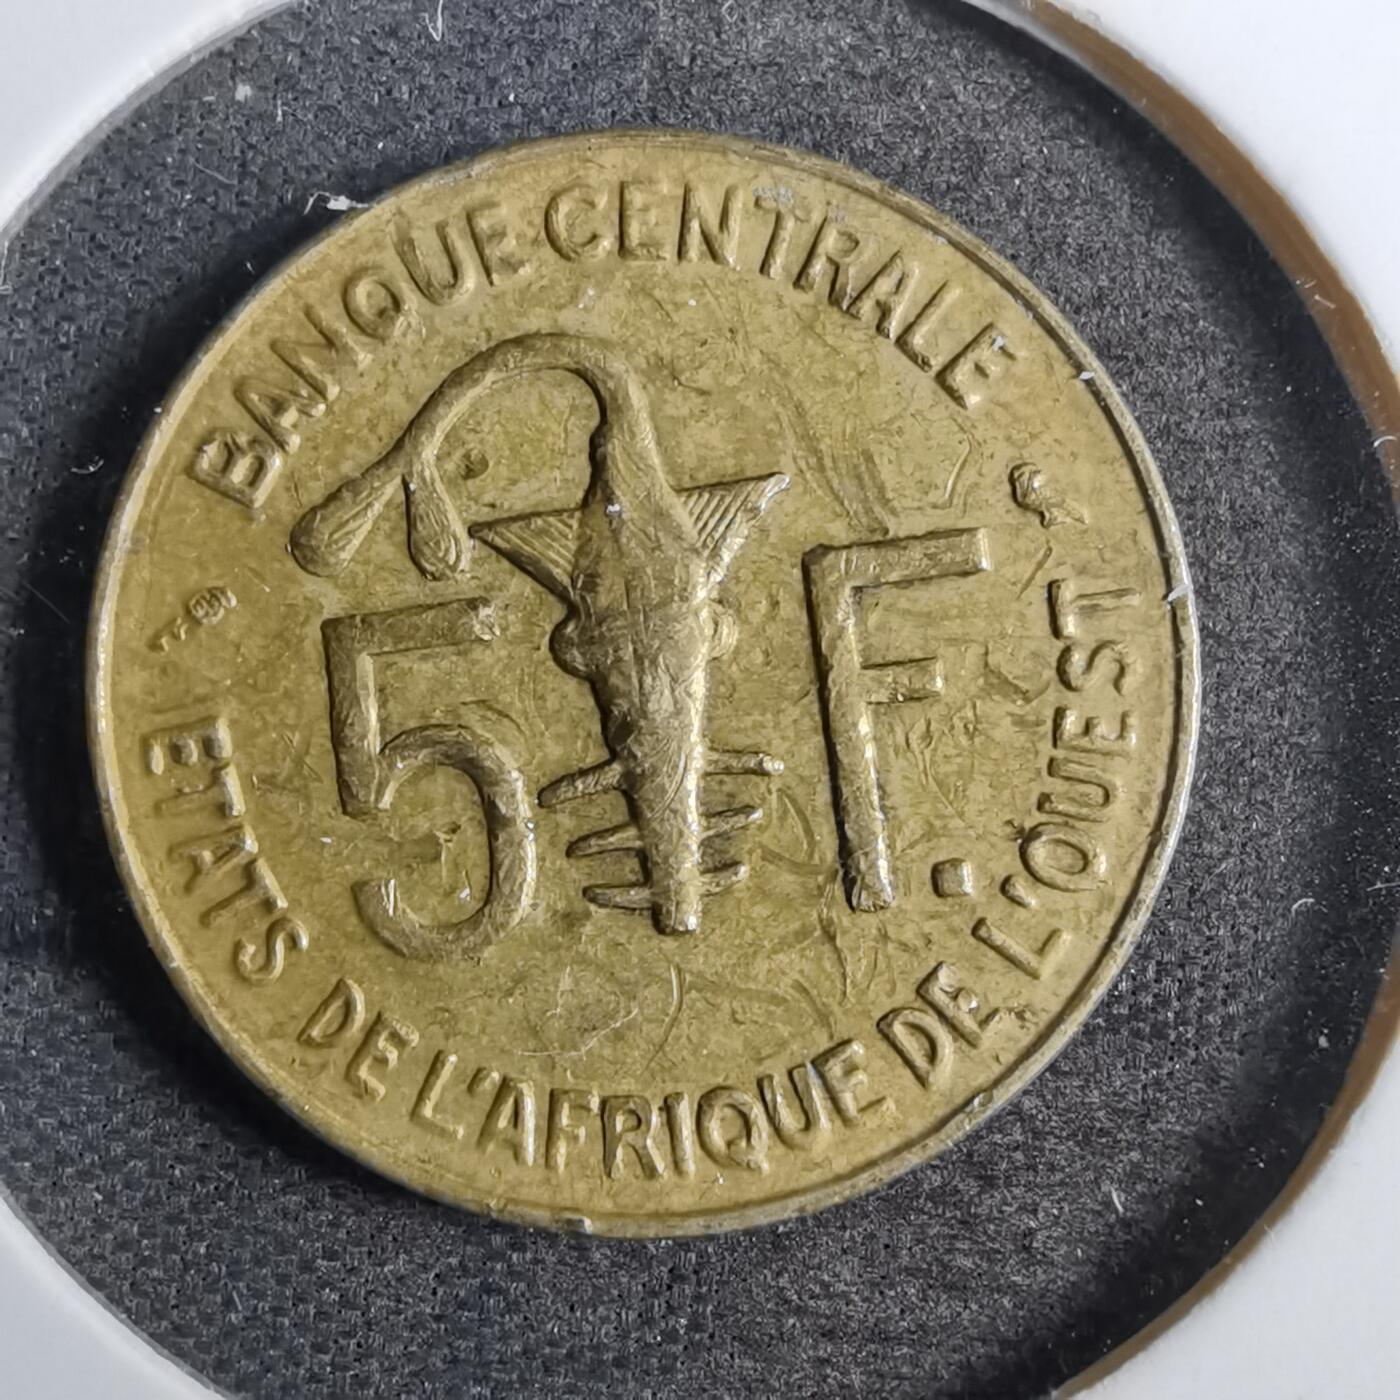 BANQUE CENTRALE
5 F.
ETATS DE L'AFRIQUE DE L'OUEST